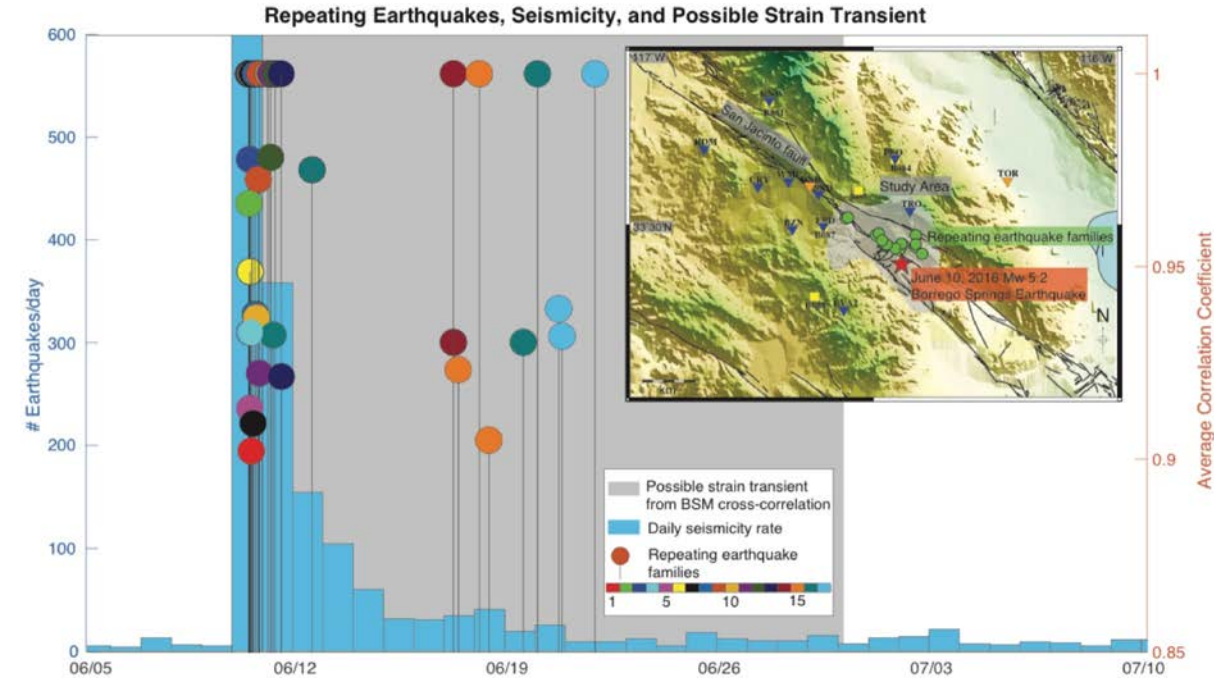 Repeating Earthquakes, Seismicity, and Possible Strain Transient
600
500
400
300
200
100
0
# Earthquakes/day
06/05
06/12
06/19
06/26
07/03
07/10
1
0.95
0.9
0.85
Average Correlation Coefficient
117 W
116 W
San Jacinto fault
TOR
Study Area
TRO
33 30'N
Repeating earthquake families
June 10, 2016 Mw 5.2
Borrego Springs Earthquake
N
km
Possible strain transient
from BSM cross-correlation
Daily seismicity rate
Repeating earthquake
families
1
5
10
15